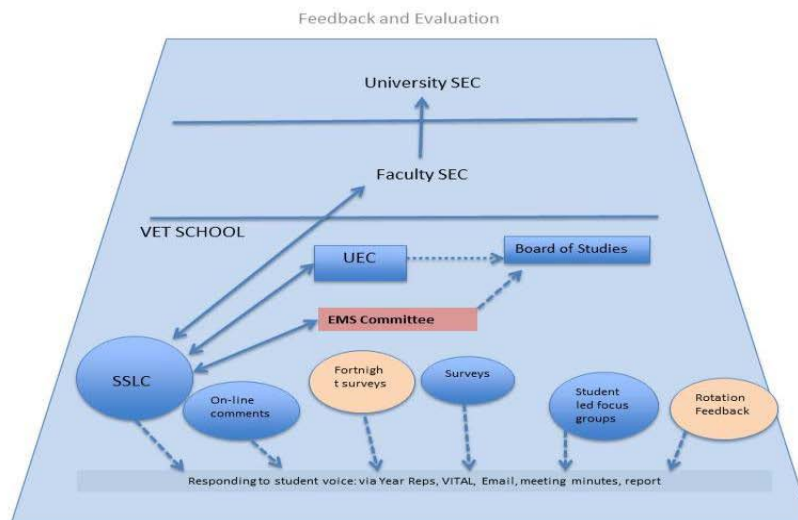 Feedback and Evaluation
University SEC
Faculty SEC
VET SCHOOL
UEC
Board of Studies
EMS Committee
SSLC
On-line
comments
Fortnigh
t surveys
Surveys
Student
led focus
groups
Rotation
Feedback
Responding to student voice: via Year Reps, VITAL, Email, meeting minutes, report